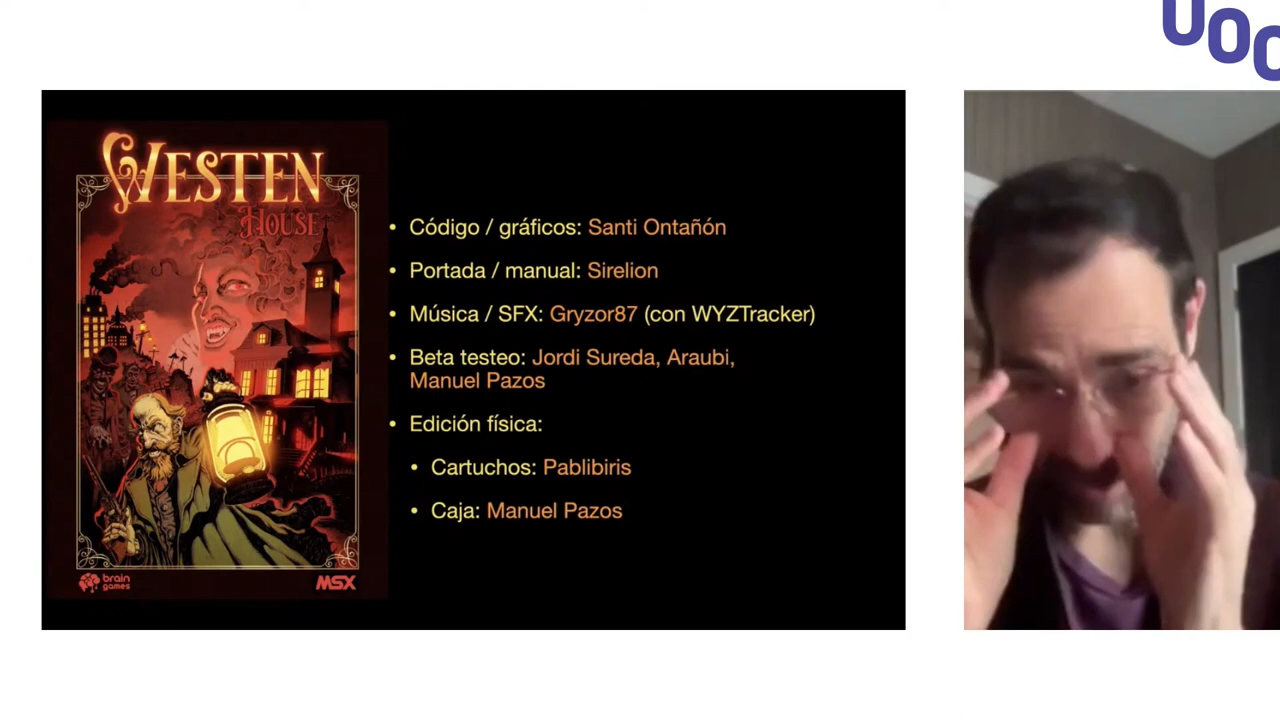 UOC
WESTEN
HOUSE
brain
games
MSX
• Código / gráficos: Santi Ontañón
• Portada / manual: Sirelion
• Música / SFX: Gryzor87 (con WYZTracker)
• Beta testeo: Jordi Sureda, Araubi,
Manuel Pazos
• Edición física:
• Cartuchos: Pablibiris
• Caja: Manuel Pazos